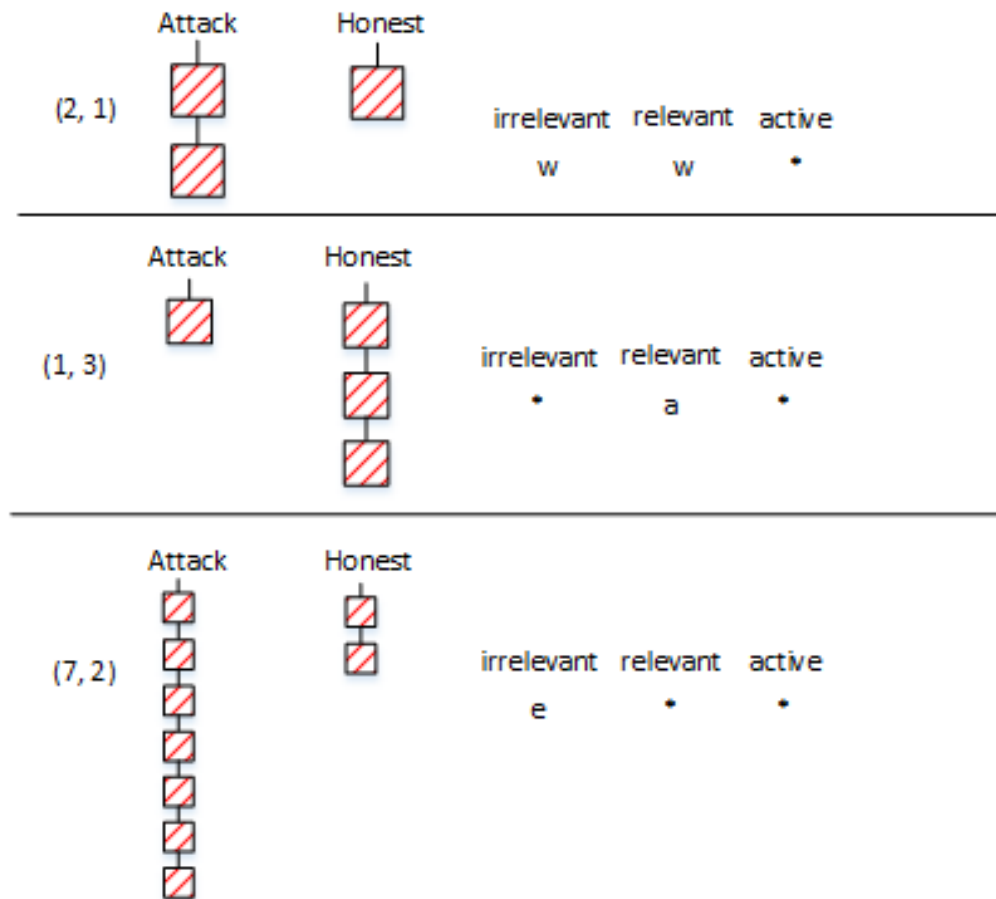 Attack Honest
(2, 1)
irrelevant relevant active
w w *
Attack Honest
(1, 3)
irrelevant relevant active
* a *
Attack Honest
(7, 2)
irrelevant relevant active
e * *